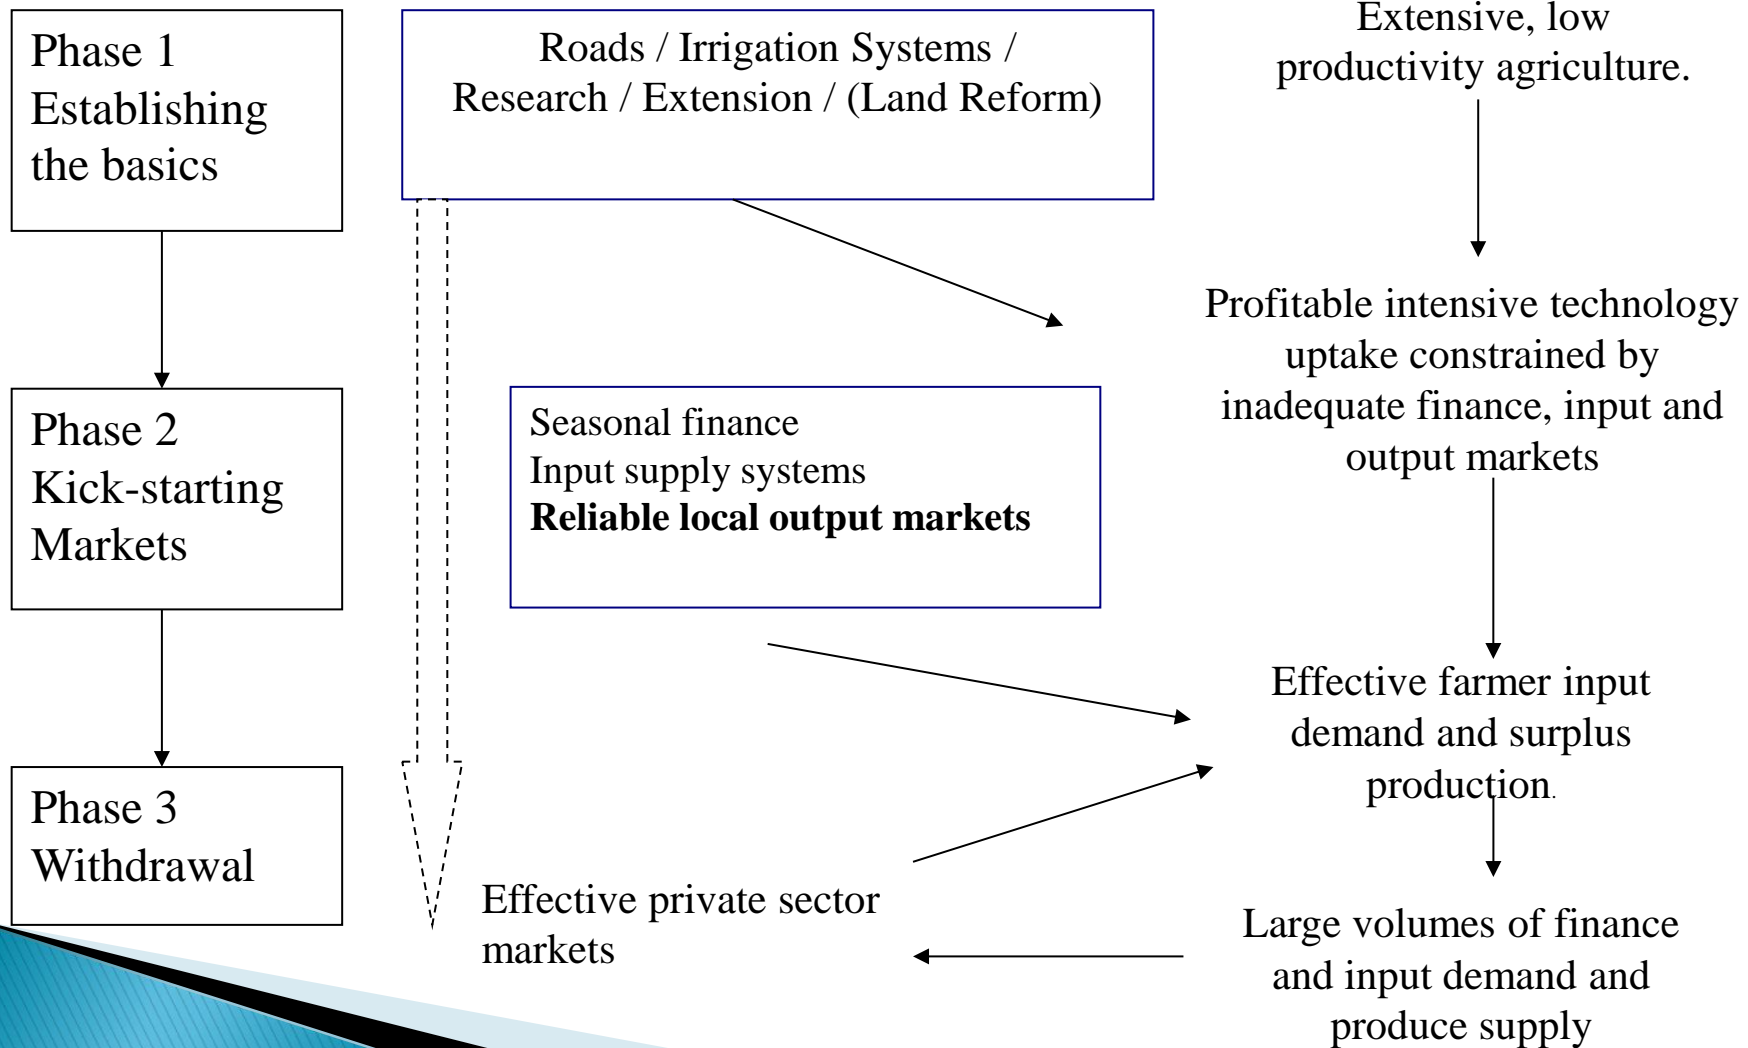 Phase 1
Establishing
the basics
Roads / Irrigation Systems /
Research / Extension / (Land Reform)
Extensive, low
productivity agriculture.
Profitable intensive technology
uptake constrained by
inadequate finance, input and
output markets
Phase 2
Kick-starting
Markets
Seasonal finance
Input supply systems
Reliable local output markets
Effective farmer input
demand and surplus
production.
Phase 3
Withdrawal
Effective private sector
markets
Large volumes of finance
and input demand and
produce supply